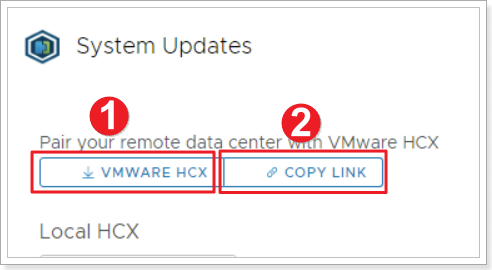 System Updates
1
2
Pair your remote data center with VMware HCX
VMWARE HCX
COPY LINK
Local HCX